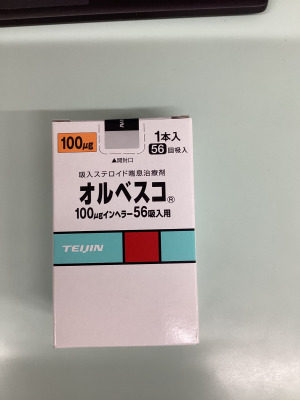 100μg
1本入
56回吸入
▲開封口
吸入ステロイド喘息治療剤
オルベスコ®
100μgインヘラー56吸入用
TEIJIN